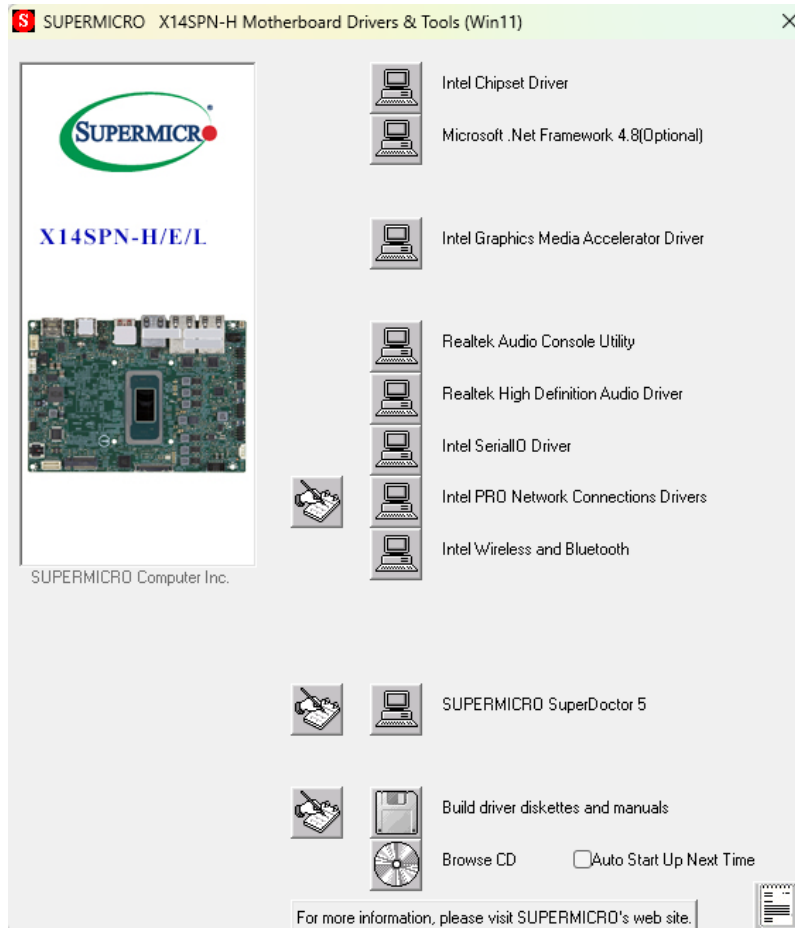 S SUPERMICRO X14SPN-H Motherboard Drivers & Tools (Win11)
SUPERMICRO
X14SPN-H/E/L
SUPERMICRO Computer Inc.
Intel Chipset Driver
Microsoft .Net Framework 4.8(Optional)
Intel Graphics Media Accelerator Driver
Realtek Audio Console Utility
Realtek High Definition Audio Driver
Intel SerialIO Driver
Intel PRO Network Connections Drivers
Intel Wireless and Bluetooth
SUPERMICRO SuperDoctor 5
Build driver diskettes and manuals
Browse CD Auto Start Up Next Time
For more information, please visit SUPERMICRO's web site.